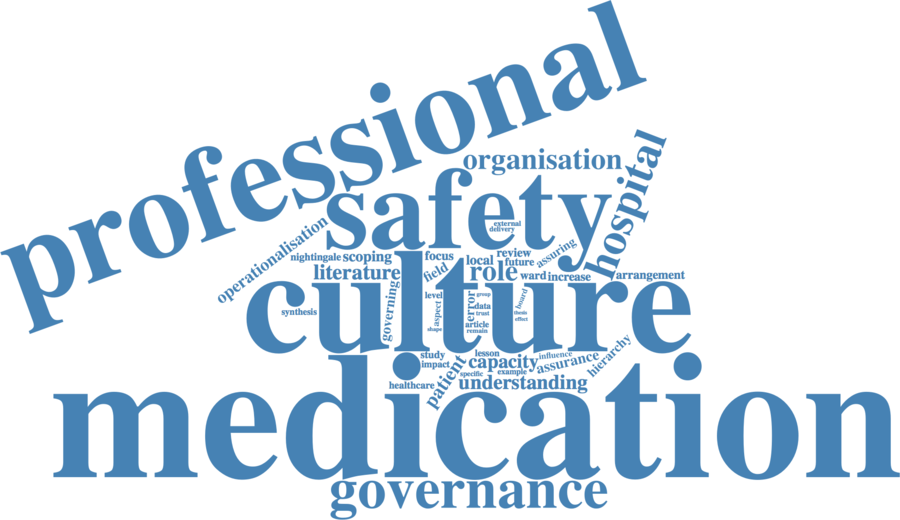 professional
organisation
hospital
safety
external
delivery
operationalisation
nightingale
scoping
focus
local
review
future
assuring
literature
field
role
ward
increase
arrangement
culture
governing
level
aspect
shape
error
group
data
trust
article
remain
board
thesis
effect
synthesis
study
impact
lesson
capacity
influence
assurance
hierarchy
specific
example
healthcare
patient
understanding
medication
governance